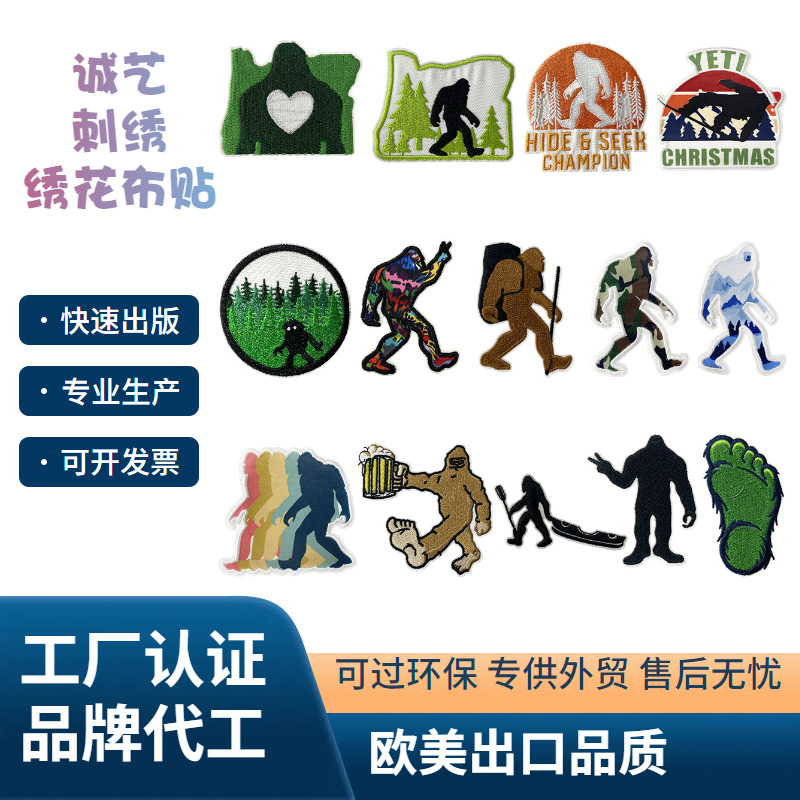 诚艺
刺绣
绣花布贴
HIDE & SEEK
CHAMPION
YETI
CHRISTMAS
· 快速出版
· 专业生产
· 可开发票
工厂认证
品牌代工
可过环保 专供外贸 售后无忧
欧美出口品质